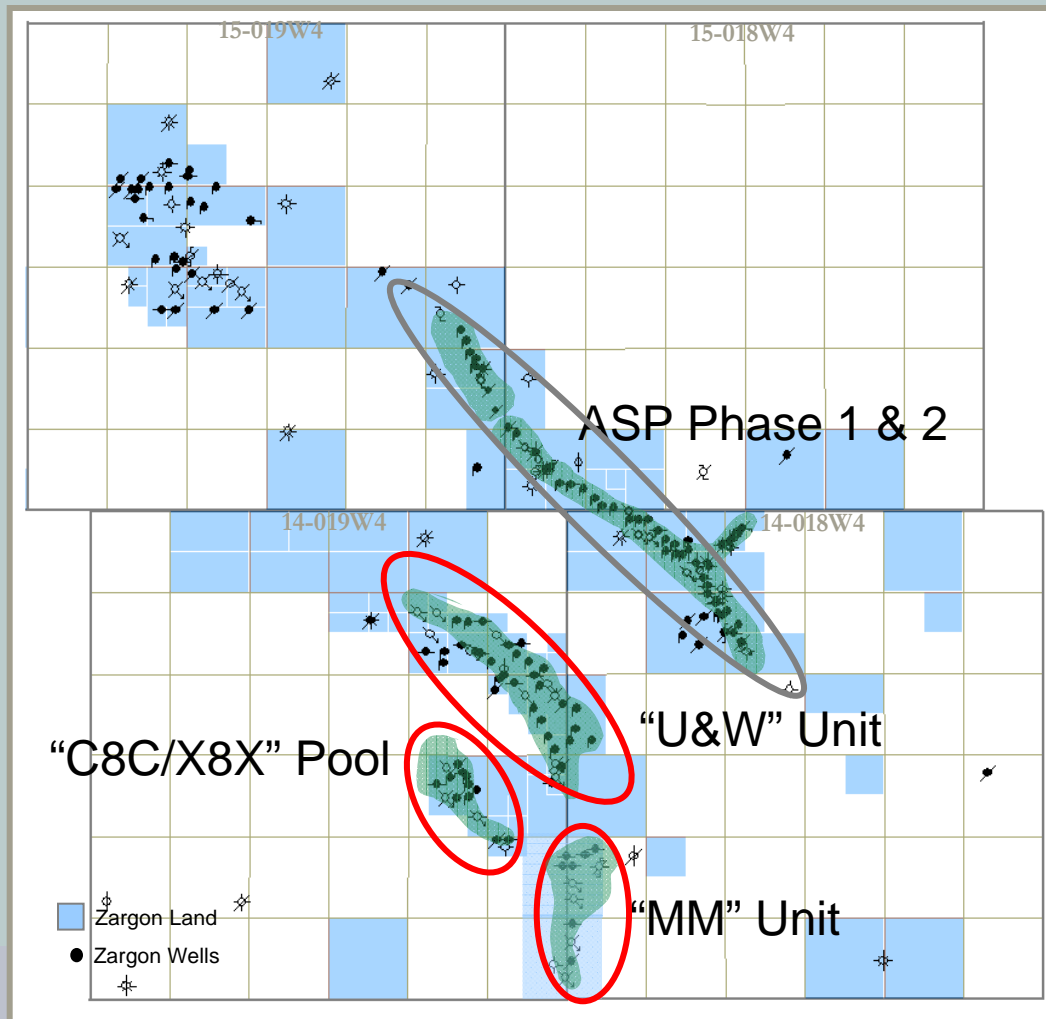 15-019W4
15-018W4
ASP Phase 1 & 2
14-019W4
14-018W4
“U&W” Unit
“C8C/X8X” Pool
“MM” Unit
Zargon Land
Zargon Wells